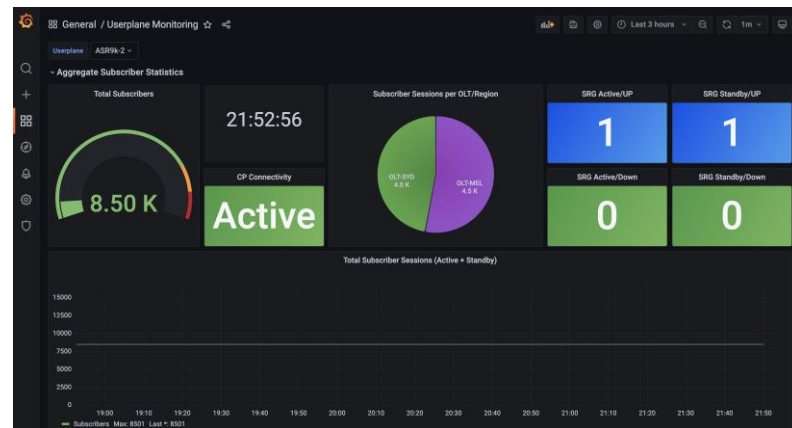 General / Userplane Monitoring
Last 3 hours
1m
Userplane
ASR9k-2
Aggregate Subscriber Statistics
Total Subscribers
8.50 K
21:52:56
CP Connectivity
Active
Subscriber Sessions per OLT/Region
OLT-SYD
4.0 K
OLT-MEL
4.5 K
SRG Active/UP
1
SRG Standby/UP
1
SRG Active/Down
0
SRG Standby/Down
0
Total Subscriber Sessions (Active + Standby)
15000
12500
10000
7500
5000
2500
0
19:00 19:10 19:20 19:30 19:40 19:50 20:00 20:10 20:20 20:30 20:40 20:50 21:00 21:10 21:20 21:30 21:40 21:50
Subscribers Max: 8501 Last *: 8501